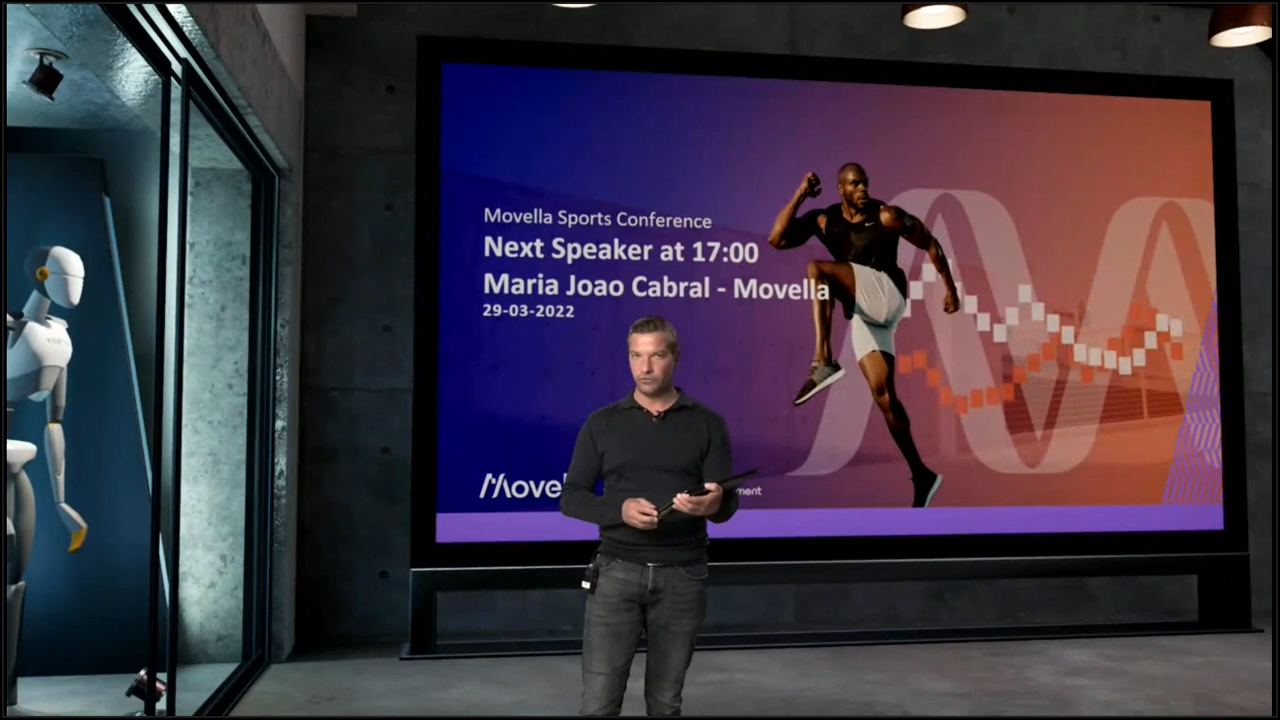 Movella Sports Conference
Next Speaker at 17:00
Maria Joao Cabral - Movella
29-03-2022